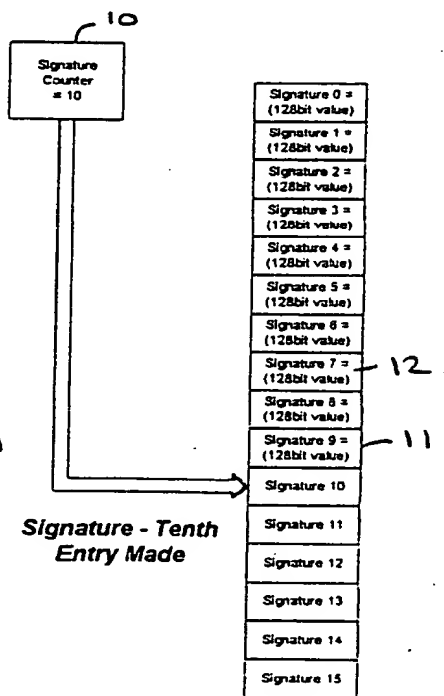 10
Signature
Counter
= 10
Signature 0 =
(128bit value)
Signature 1 =
(128bit value)
Signature 2 =
(128bit value)
Signature 3 =
(128bit value)
Signature 4 =
(128bit value)
Signature 5 =
(128bit value)
Signature 6 =
(128bit value)
Signature 7 =
(128bit value)
12
Signature 8 =
(128bit value)
Signature 9 =
(128bit value)
11
Signature 10
Signature - Tenth
Entry Made
Signature 11
Signature 12
Signature 13
Signature 14
Signature 15